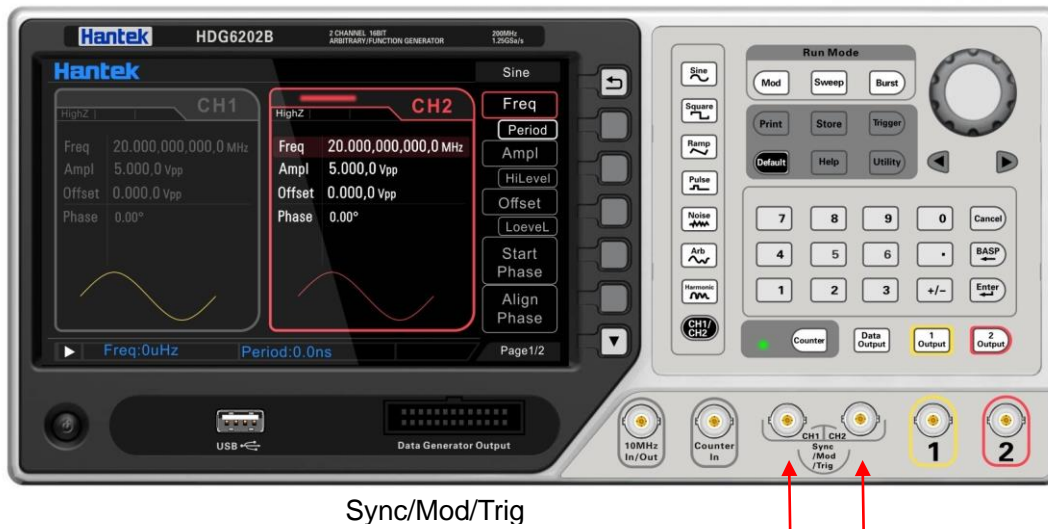 Hantek HDG6202B 2 CHANNEL 16BIT ARBITRARY/FUNCTION GENERATOR 200MHz 1.25GSa/s
Hantek Sine
CH1
HighZ
Freq 20.000,000,000,0 MHz
Ampl 5.000,0 Vpp
Offset 0.000,0 Vpp
Phase 0.00°
CH2
HighZ
Freq 20.000,000,000,0 MHz
Ampl 5.000,0 Vpp
Offset 0.000,0 Vpp
Phase 0.00°
Freq
Period
Ampl
HiLevel
Offset
LoeveL
Start
Phase
Align
Phase
Freq:0uHz Period:0.0ns Page1/2
Sine
Square
Ramp
Pulse
Noise
Arb
Harmonic
CH1/
CH2
Run Mode
Mod Sweep Burst
Print Store Trigger
Default Help Utility
7 8 9 0 Cancel
4 5 6 . BASP
1 2 3 +/- Enter
Counter
Data
Output
1
Output
2
Output
USB
Data Generator Output
10MHz
In/Out
Counter
In
CH1 CH2
Sync
/Mod
/Trig
1
2
Sync/Mod/Trig